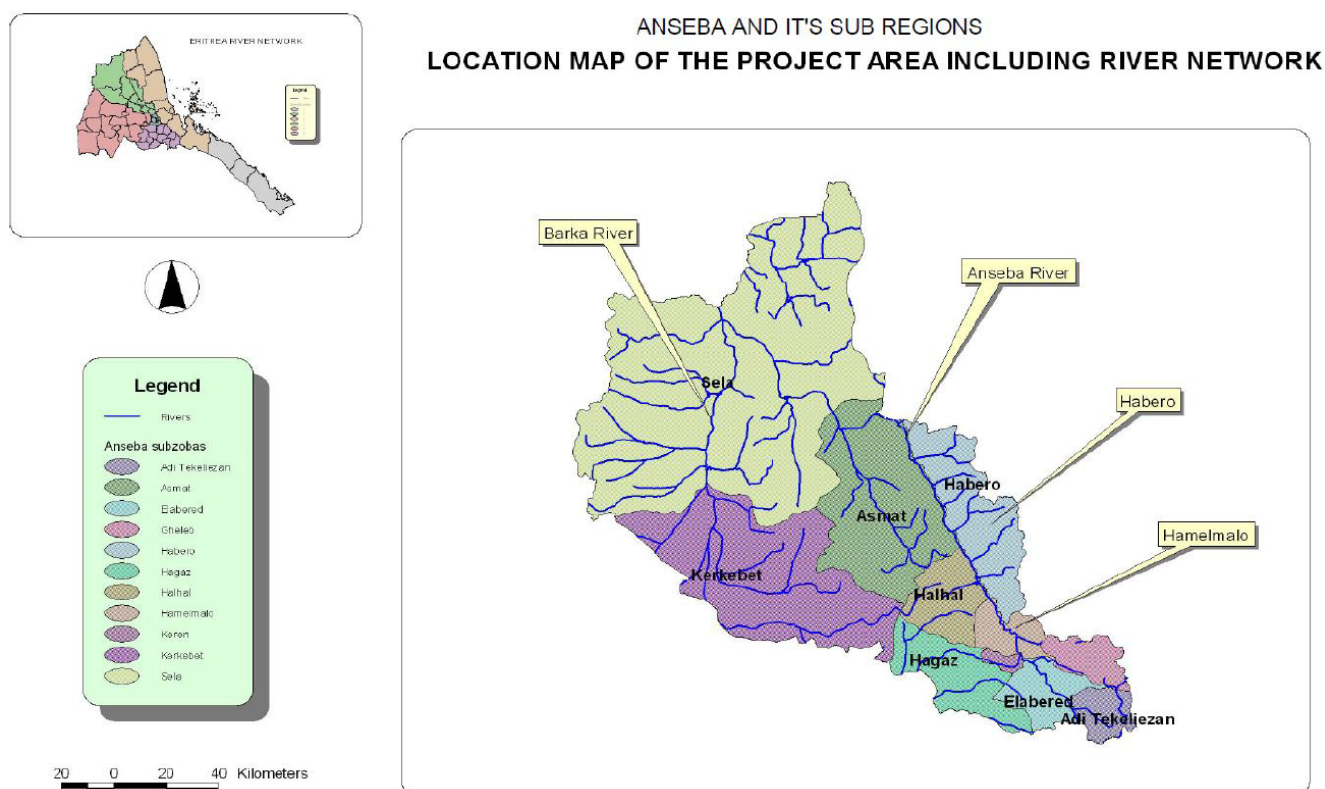 ANSEBA AND IT'S SUB REGIONS
LOCATION MAP OF THE PROJECT AREA INCLUDING RIVER NETWORK
ERITREA RIVER NETWORK
Legend
Barka River
Anseba River
Habero
Hamelmalo
Sela
Habero
Asmat
Kerkebet
Halhal
Hagaz
Elabered
Adi Tekeliezan
Legend
Rivers
Anseba subzobas
Adi Tekeliezan
Asmat
Elabered
Gheleb
Habero
Hagaz
Halhal
Hamelmalo
Keren
Kerkebet
Sela
20 0 20 40 Kilometers